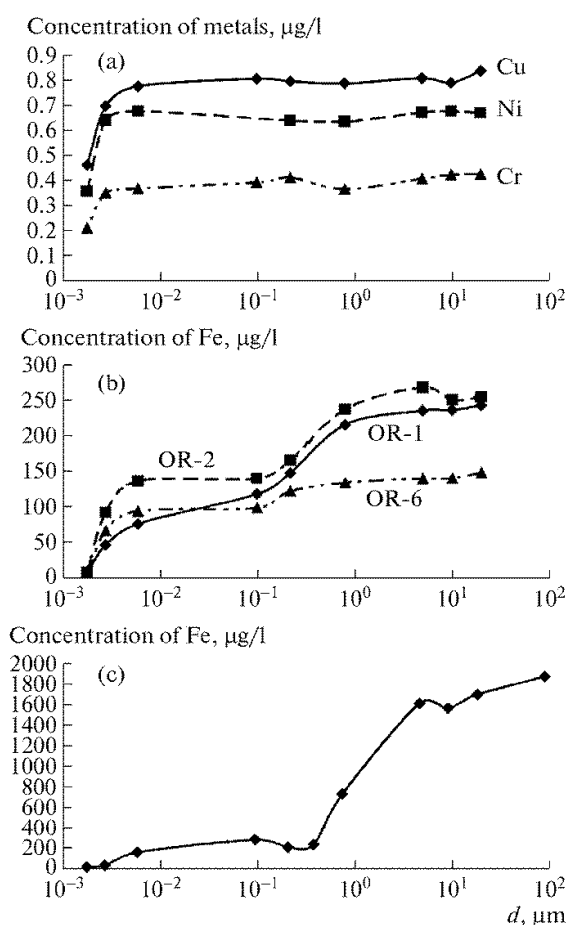 Concentration of metals, µg/l
0.9
(a)
Cu
0.8
0.7
Ni
0.6
0.5
0.4
Cr
0.3
0.2
0.1
0
10⁻³ 10⁻² 10⁻¹ 10⁰ 10¹ 10²
Concentration of Fe, µg/l
300
(b)
250
OR-1
200
OR-2
150
OR-6
100
50
0
10⁻³ 10⁻² 10⁻¹ 10⁰ 10¹ 10²
Concentration of Fe, µg/l
2000
(c)
1800
1600
1400
1200
1000
800
600
400
200
0
10⁻³ 10⁻² 10⁻¹ 10⁰ 10¹ 10²
d, µm